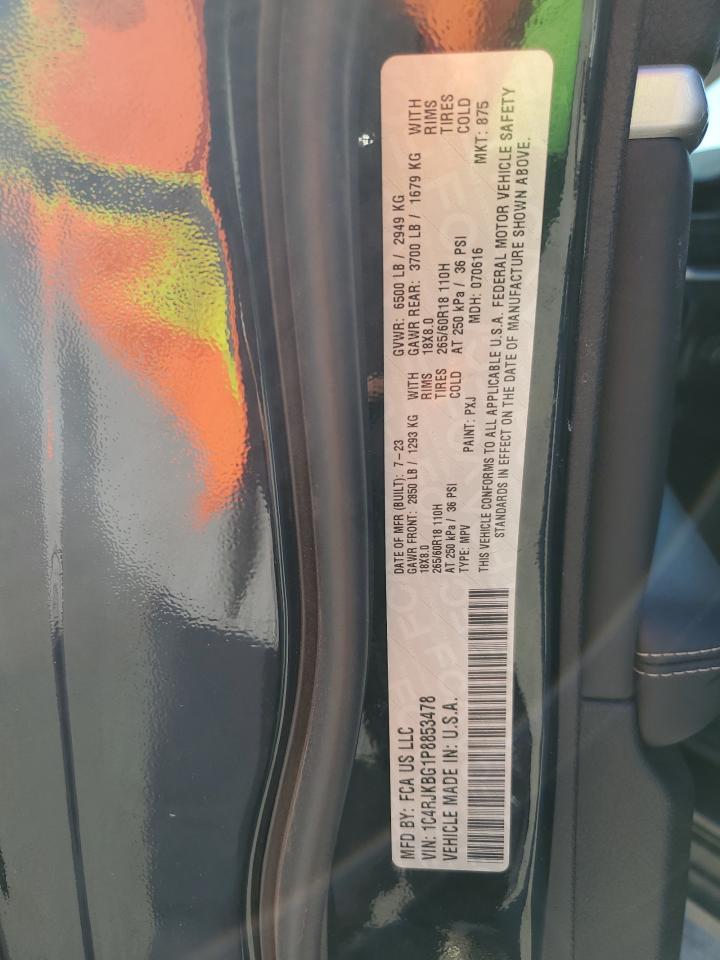 MFD BY: FCA US LLC
VIN: 1C4RJKBG1P8853478
VEHICLE MADE IN: U.S.A.
DATE OF MFR (BUILT): 7-23
GAWR FRONT: 2850 LB / 1293 KG WITH
18X8.0 RIMS
265/60R18 110H TIRES
AT 250 kPa / 36 PSI COLD
TYPE: MPV PAINT: PXJ
GVWR: 6500 LB / 2949 KG
GAWR REAR: 3700 LB / 1679 KG WITH
18X8.0 RIMS
265/60R18 110H TIRES
AT 250 kPa / 36 PSI COLD
MDH: 070616 MKT: 875
THIS VEHICLE CONFORMS TO ALL APPLICABLE U.S.A. FEDERAL MOTOR VEHICLE SAFETY
STANDARDS IN EFFECT ON THE DATE OF MANUFACTURE SHOWN ABOVE.